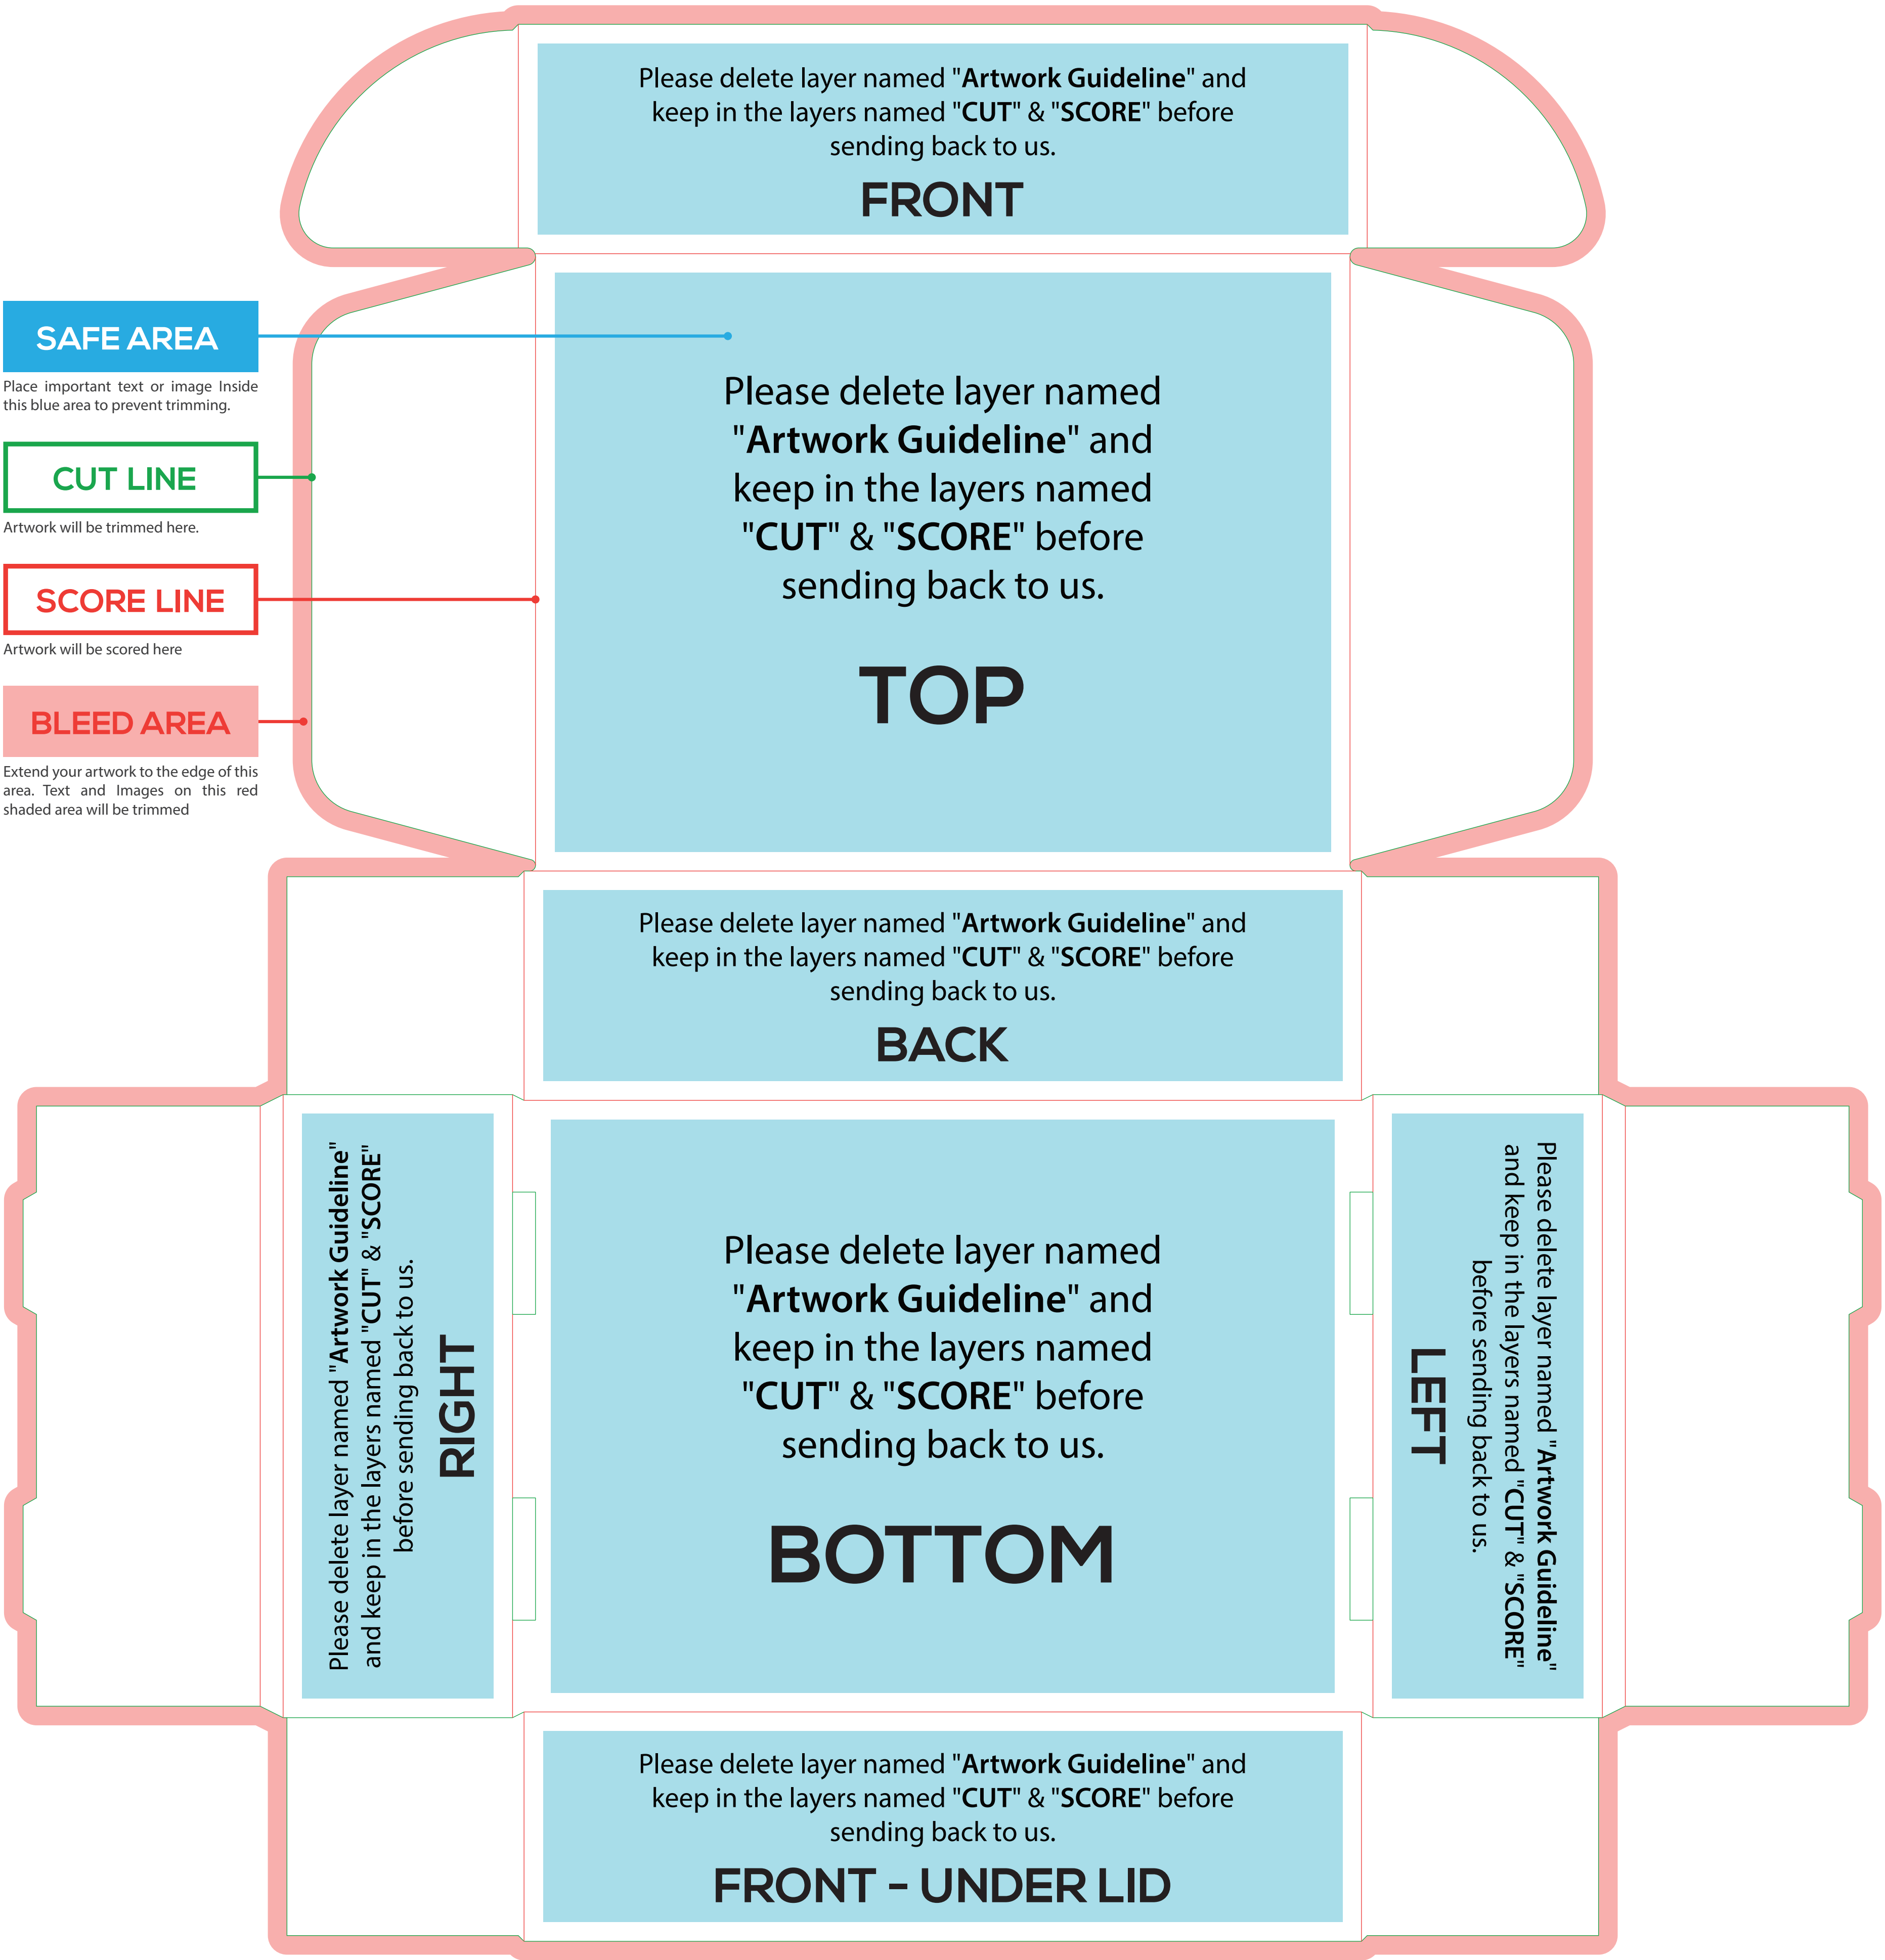 Please delete layer named "Artwork Guideline" and
keep in the layers named "CUT" & "SCORE" before
sending back to us.
FRONT
SAFE AREA
Place important text or image Inside
this blue area to prevent trimming.
CUT LINE
Artwork will be trimmed here.
SCORE LINE
Artwork will be scored here
BLEED AREA
Extend your artwork to the edge of this
area. Text and Images on this red
shaded area will be trimmed
Please delete layer named
"Artwork Guideline" and
keep in the layers named
"CUT" & "SCORE" before
sending back to us.
TOP
Please delete layer named "Artwork Guideline" and
keep in the layers named "CUT" & "SCORE" before
sending back to us.
BACK
Please delete layer named "Artwork Guideline"
and keep in the layers named "CUT" & "SCORE"
before sending back to us.
RIGHT
Please delete layer named
"Artwork Guideline" and
keep in the layers named
"CUT" & "SCORE" before
sending back to us.
BOTTOM
Please delete layer named "Artwork Guideline"
and keep in the layers named "CUT" & "SCORE"
before sending back to us.
LEFT
Please delete layer named "Artwork Guideline" and
keep in the layers named "CUT" & "SCORE" before
sending back to us.
FRONT - UNDER LID